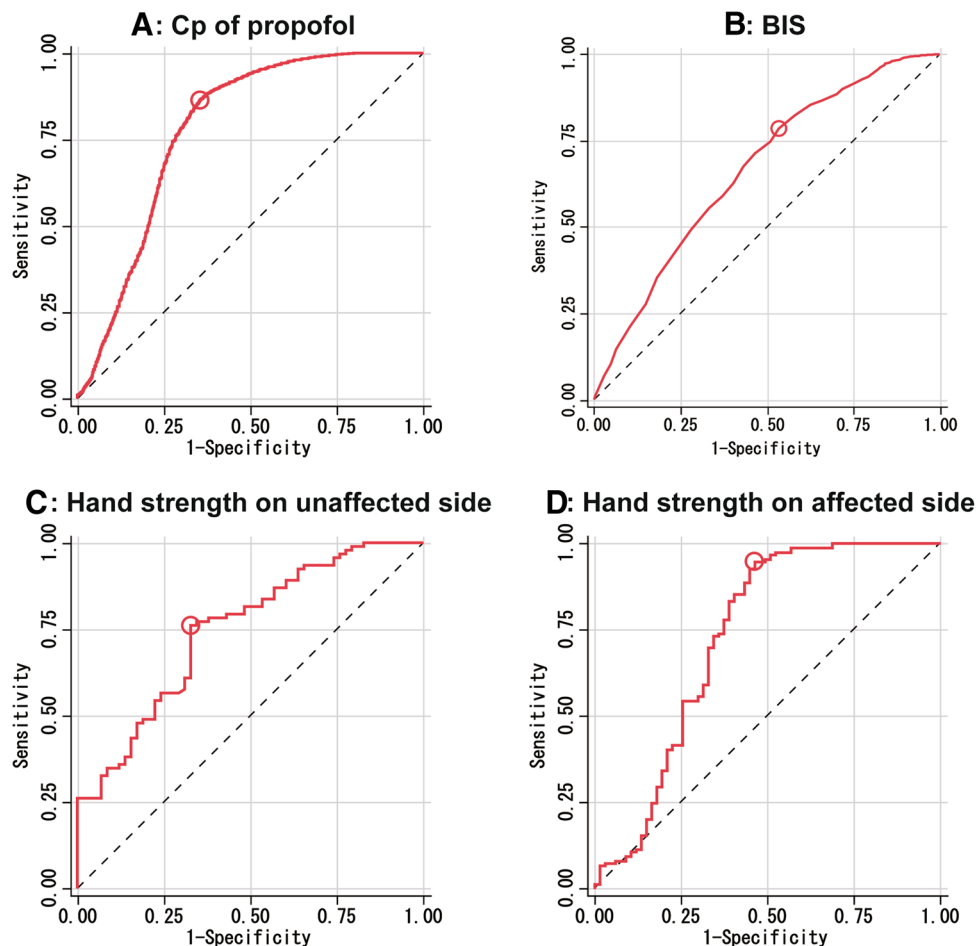 A: Cp of propofol
1.00
0.75
0.50
0.25
0.00
Sensitivity
0.00 0.25 0.50 0.75 1.00
1-Specificity
B: BIS
1.00
0.75
0.50
0.25
0.00
Sensitivity
0.00 0.25 0.50 0.75 1.00
1-Specificity
C: Hand strength on unaffected side
1.00
0.75
0.50
0.25
0.00
Sensitivity
0.00 0.25 0.50 0.75 1.00
1-Specificity
D: Hand strength on affected side
1.00
0.75
0.50
0.25
0.00
Sensitivity
0.00 0.25 0.50 0.75 1.00
1-Specificity